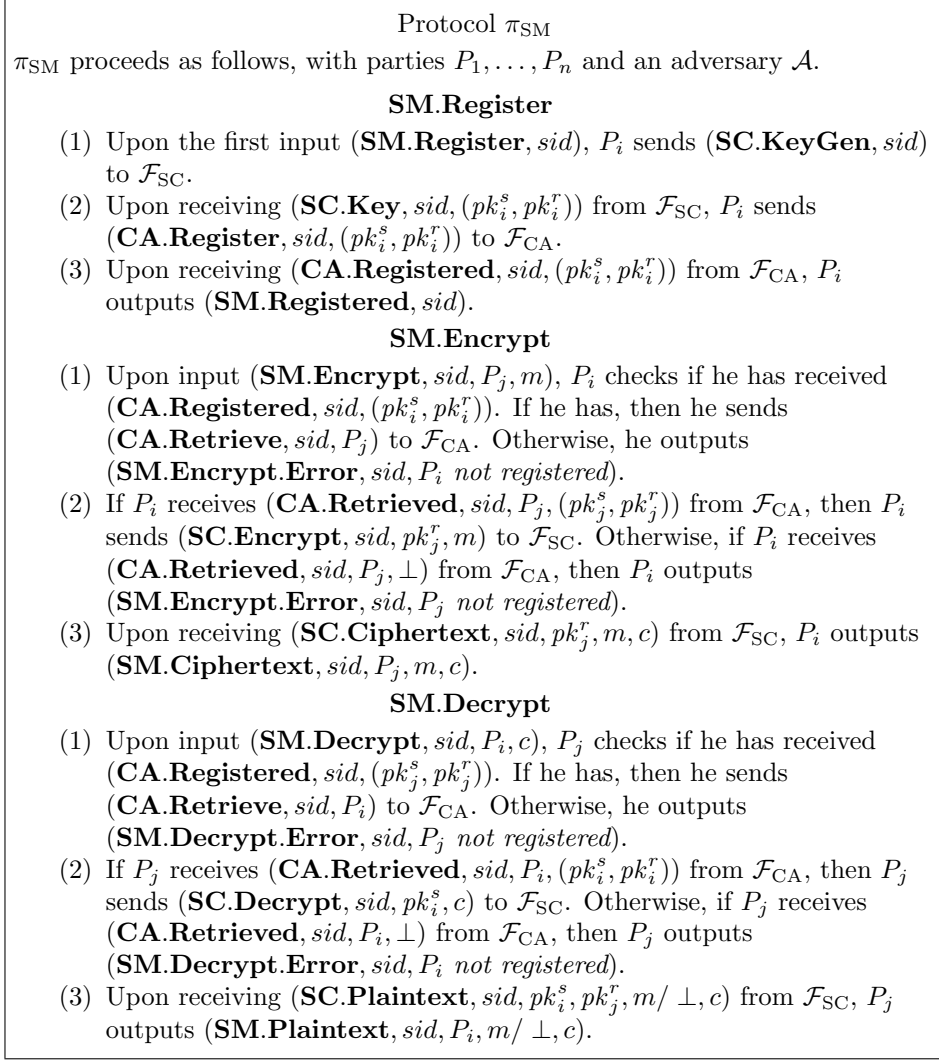 Protocol π_SM
π_SM proceeds as follows, with parties P_1, . . . , P_n and an adversary 𝒜.
SM.Register
(1) Upon the first input (SM.Register, sid), P_i sends (SC.KeyGen, sid)
to ℱ_SC.
(2) Upon receiving (SC.Key, sid, (pk_i^s, pk_i^r)) from ℱ_SC, P_i sends
(CA.Register, sid, (pk_i^s, pk_i^r)) to ℱ_CA.
(3) Upon receiving (CA.Registered, sid, (pk_i^s, pk_i^r)) from ℱ_CA, P_i
outputs (SM.Registered, sid).
SM.Encrypt
(1) Upon input (SM.Encrypt, sid, P_j, m), P_i checks if he has received
(CA.Registered, sid, (pk_i^s, pk_i^r)). If he has, then he sends
(CA.Retrieve, sid, P_j) to ℱ_CA. Otherwise, he outputs
(SM.Encrypt.Error, sid, P_i not registered).
(2) If P_i receives (CA.Retrieved, sid, P_j, (pk_j^s, pk_j^r)) from ℱ_CA, then P_i
sends (SC.Encrypt, sid, pk_j^r, m) to ℱ_SC. Otherwise, if P_i receives
(CA.Retrieved, sid, P_j, ⊥) from ℱ_CA, then P_i outputs
(SM.Encrypt.Error, sid, P_j not registered).
(3) Upon receiving (SC.Ciphertext, sid, pk_j^r, m, c) from ℱ_SC, P_i outputs
(SM.Ciphertext, sid, P_j, m, c).
SM.Decrypt
(1) Upon input (SM.Decrypt, sid, P_i, c), P_j checks if he has received
(CA.Registered, sid, (pk_j^s, pk_j^r)). If he has, then he sends
(CA.Retrieve, sid, P_i) to ℱ_CA. Otherwise, he outputs
(SM.Decrypt.Error, sid, P_j not registered).
(2) If P_j receives (CA.Retrieved, sid, P_i, (pk_i^s, pk_i^r)) from ℱ_CA, then P_j
sends (SC.Decrypt, sid, pk_i^s, c) to ℱ_SC. Otherwise, if P_j receives
(CA.Retrieved, sid, P_i, ⊥) from ℱ_CA, then P_j outputs
(SM.Decrypt.Error, sid, P_i not registered).
(3) Upon receiving (SC.Plaintext, sid, pk_i^s, pk_j^r, m/ ⊥, c) from ℱ_SC, P_j
outputs (SM.Plaintext, sid, P_i, m/ ⊥, c).